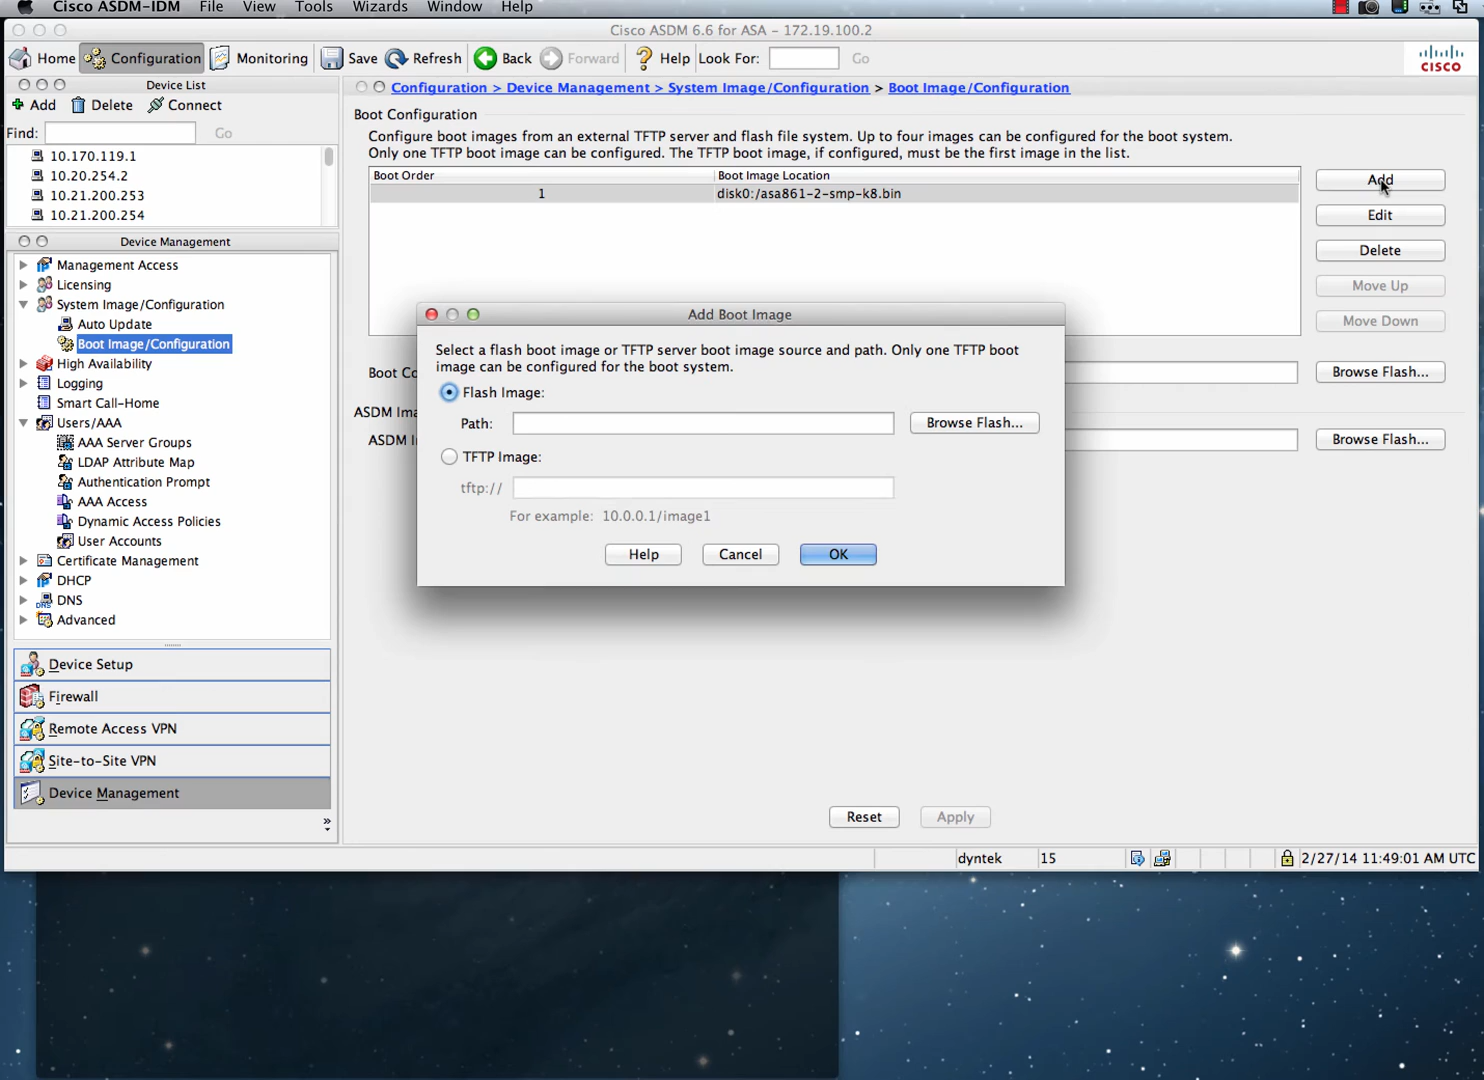 Cisco ASDM-IDM File View Tools Wizards Window Help
Cisco ASDM 6.6 for ASA - 172.19.100.2
Home Configuration Monitoring Save Refresh Back Forward Help Look For: Go
CISCO
Device List
Add Delete Connect
Find: Go
10.170.119.1
10.20.254.2
10.21.200.253
10.21.200.254
Device Management
Management Access
Licensing
System Image/Configuration
Auto Update
Boot Image/Configuration
High Availability
Logging
Smart Call-Home
Users/AAA
AAA Server Groups
LDAP Attribute Map
Authentication Prompt
AAA Access
Dynamic Access Policies
User Accounts
Certificate Management
DHCP
DNS
DNS
Advanced
Device Setup
Firewall
Remote Access VPN
Site-to-Site VPN
Device Management
»
Configuration > Device Management > System Image/Configuration > Boot Image/Configuration
Boot Configuration
Configure boot images from an external TFTP server and flash file system. Up to four images can be configured for the boot system.
Only one TFTP boot image can be configured. The TFTP boot image, if configured, must be the first image in the list.
Boot Order Boot Image Location
1 disk0:/asa861-2-smp-k8.bin
Add
Edit
Delete
Move Up
Move Down
Boot Co
Browse Flash...
ASDM Ima
ASDM I
Browse Flash...
Add Boot Image
Select a flash boot image or TFTP server boot image source and path. Only one TFTP boot
image can be configured for the boot system.
Flash Image:
Path: Browse Flash...
TFTP Image:
tftp://
For example: 10.0.0.1/image1
Help Cancel OK
Reset Apply
dyntek 15 2/27/14 11:49:01 AM UTC